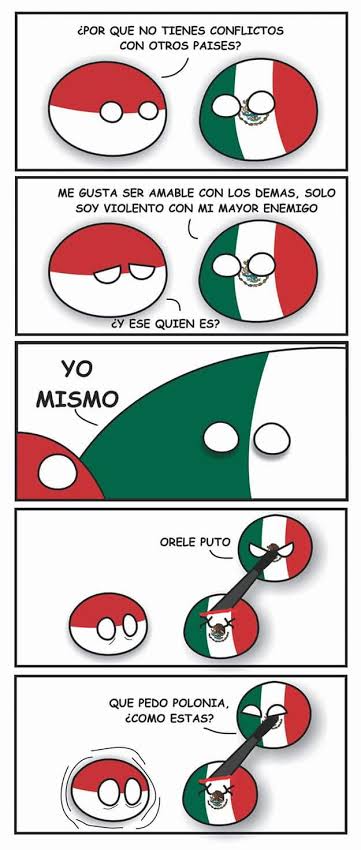 ¿POR QUE NO TIENES CONFLICTOS
CON OTROS PAISES?
ME GUSTA SER AMABLE CON LOS DEMAS, SOLO
SOY VIOLENTO CON MI MAYOR ENEMIGO
¿Y ESE QUIEN ES?
YO
MISMO
ORELE PUTO
QUE PEDO POLONIA,
¿COMO ESTAS?